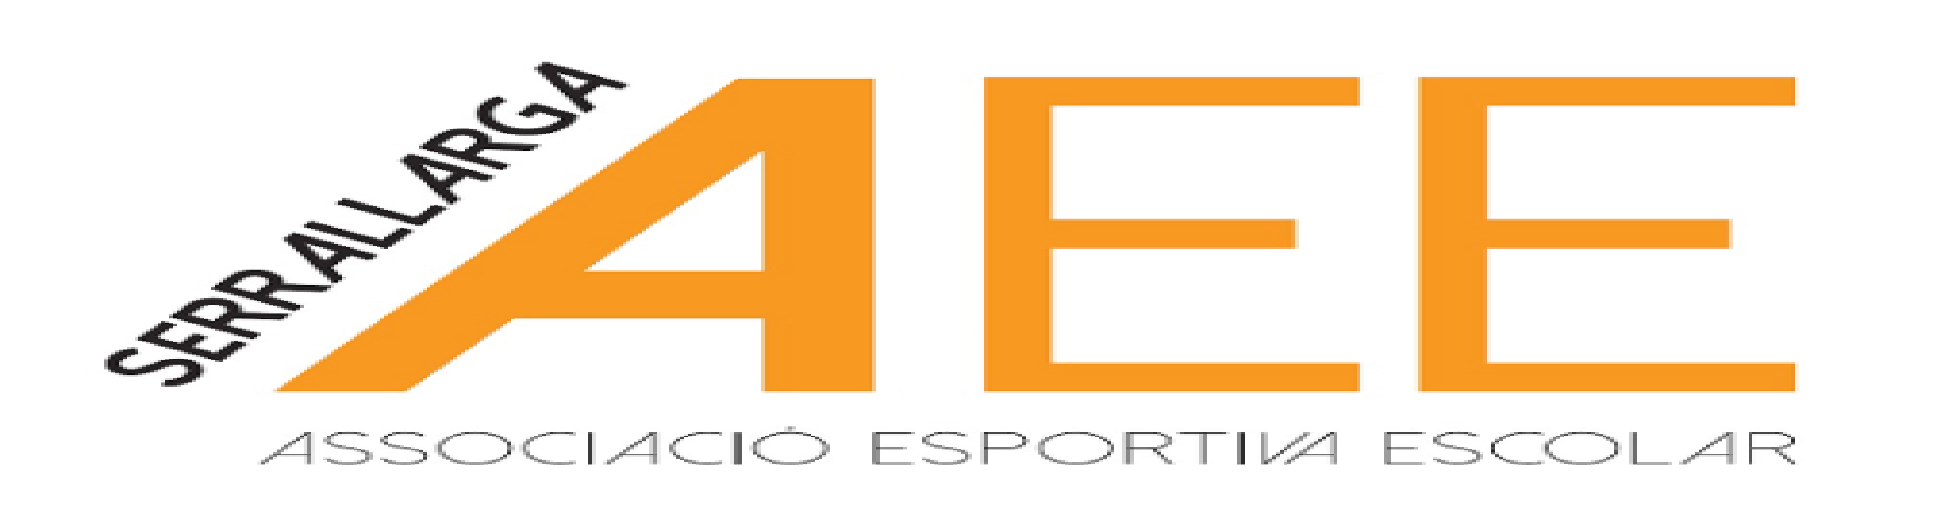 SERRALLARGA
AEE
ASSOCIACIÓ ESPORTIVA ESCOLAR